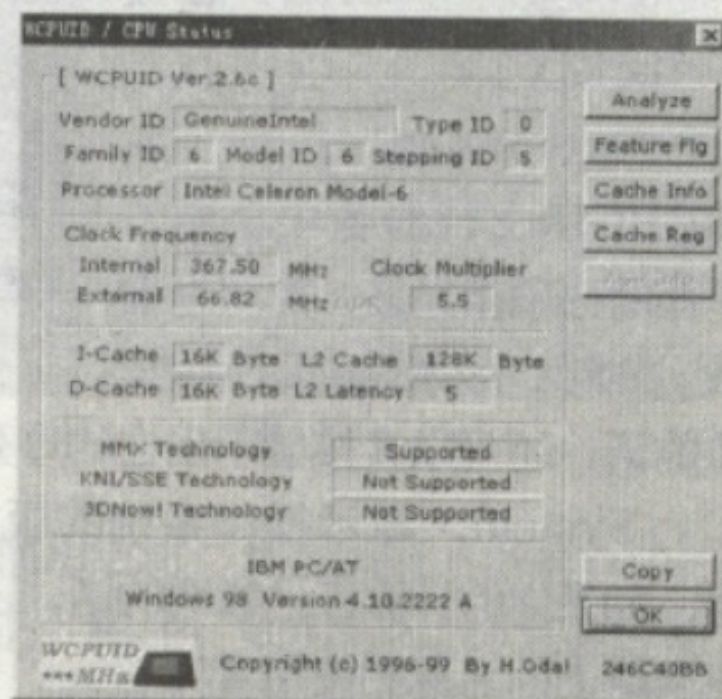 WCPUID / CPU Status
[ WCPUID Ver.2.6c ]
Vendor ID GenuineIntel Type ID 0
Family ID 6 Model ID 6 Stepping ID 5
Processor Intel Celeron Model-6
Clock Frequency
Internal 367.50 MHz Clock Multiplier
External 66.82 MHz 5.5
I-Cache 16K Byte L2 Cache 128K Byte
D-Cache 16K Byte L2 Latency 5
MMX Technology Supported
KNI/SSE Technology Not Supported
3DNow! Technology Not Supported
IBM PC/AT
Windows 98 Version 4.10.2222 A
Analyze
Feature Flg
Cache Info
Cache Reg
Copy
OK
WCPUID
***MHz
Copyright (c) 1996-99 By H.Oda! 246C40BB